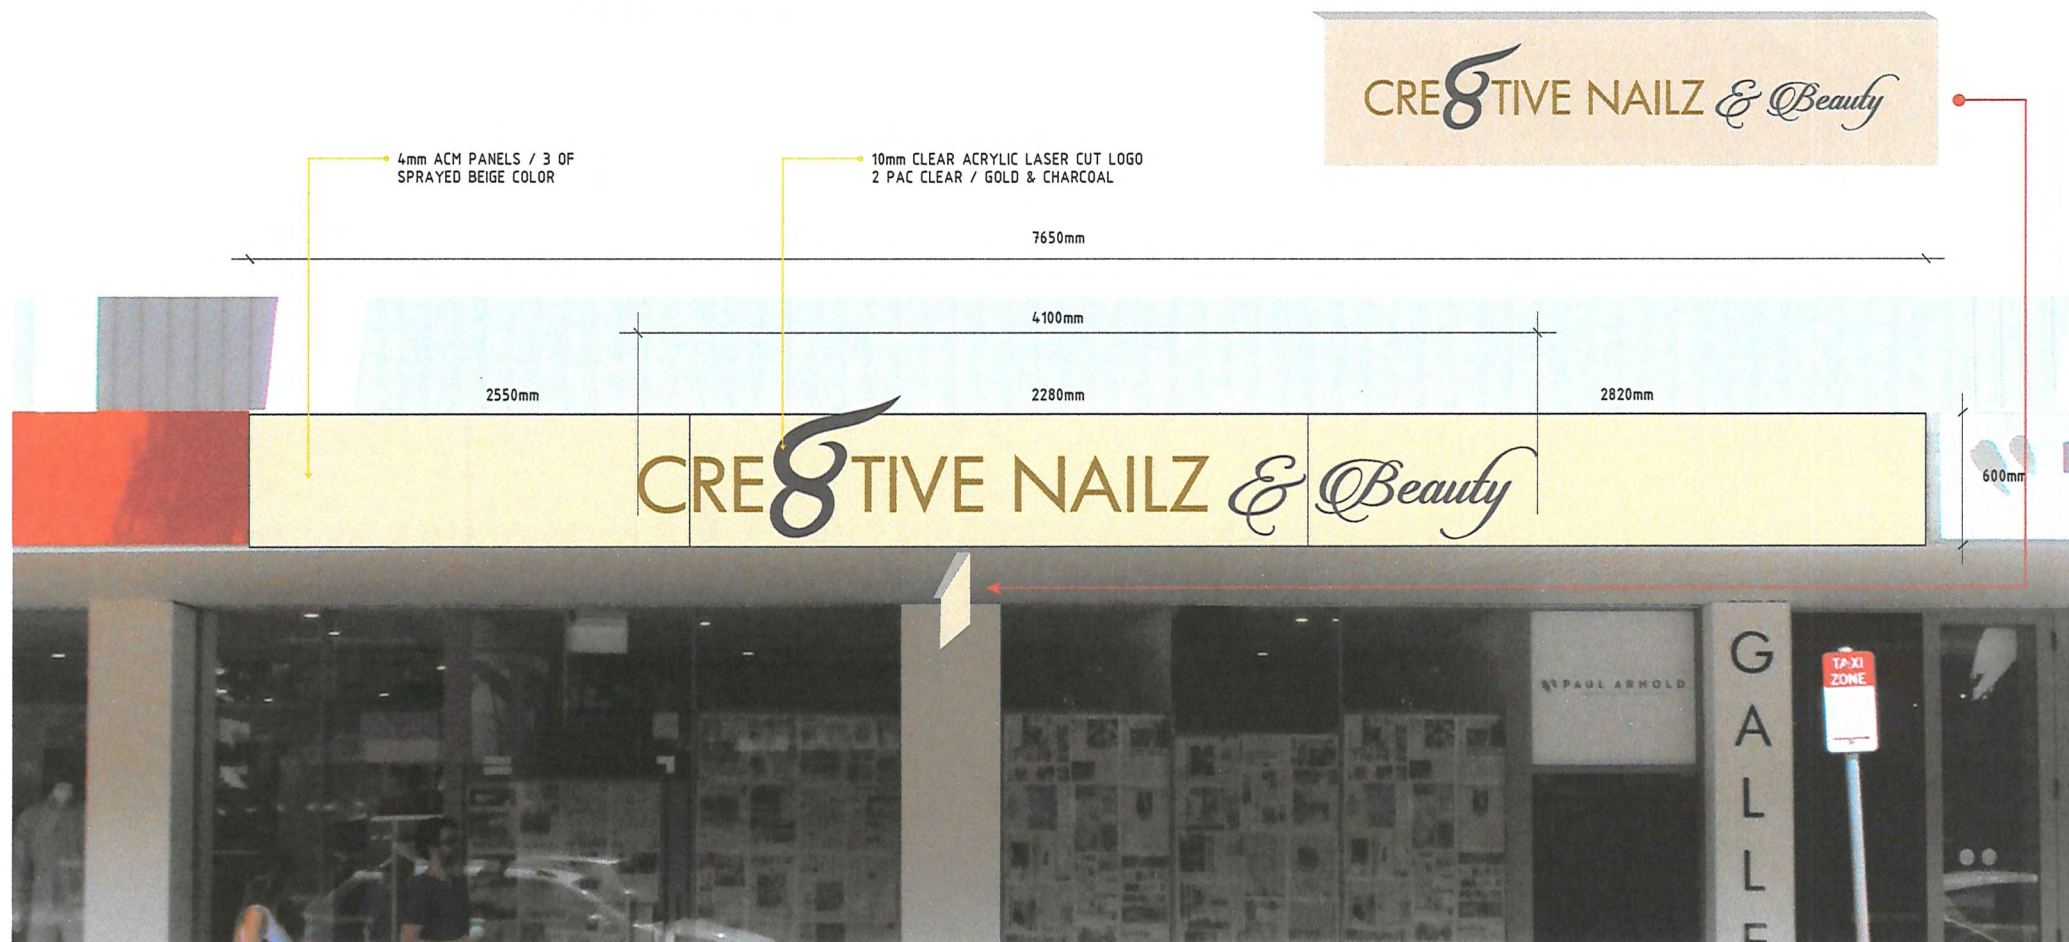 CRE8TIVE NAILZ & Beauty
4mm ACM PANELS / 3 OF
SPRAYED BEIGE COLOR
10mm CLEAR ACRYLIC LASER CUT LOGO
2 PAC CLEAR / GOLD & CHARCOAL
7650mm
4100mm
2550mm
2280mm
2820mm
CRE8TIVE NAILZ & Beauty
600mm
PAUL ARNOLD
TAXI
ZONE
G
A
L
L
E